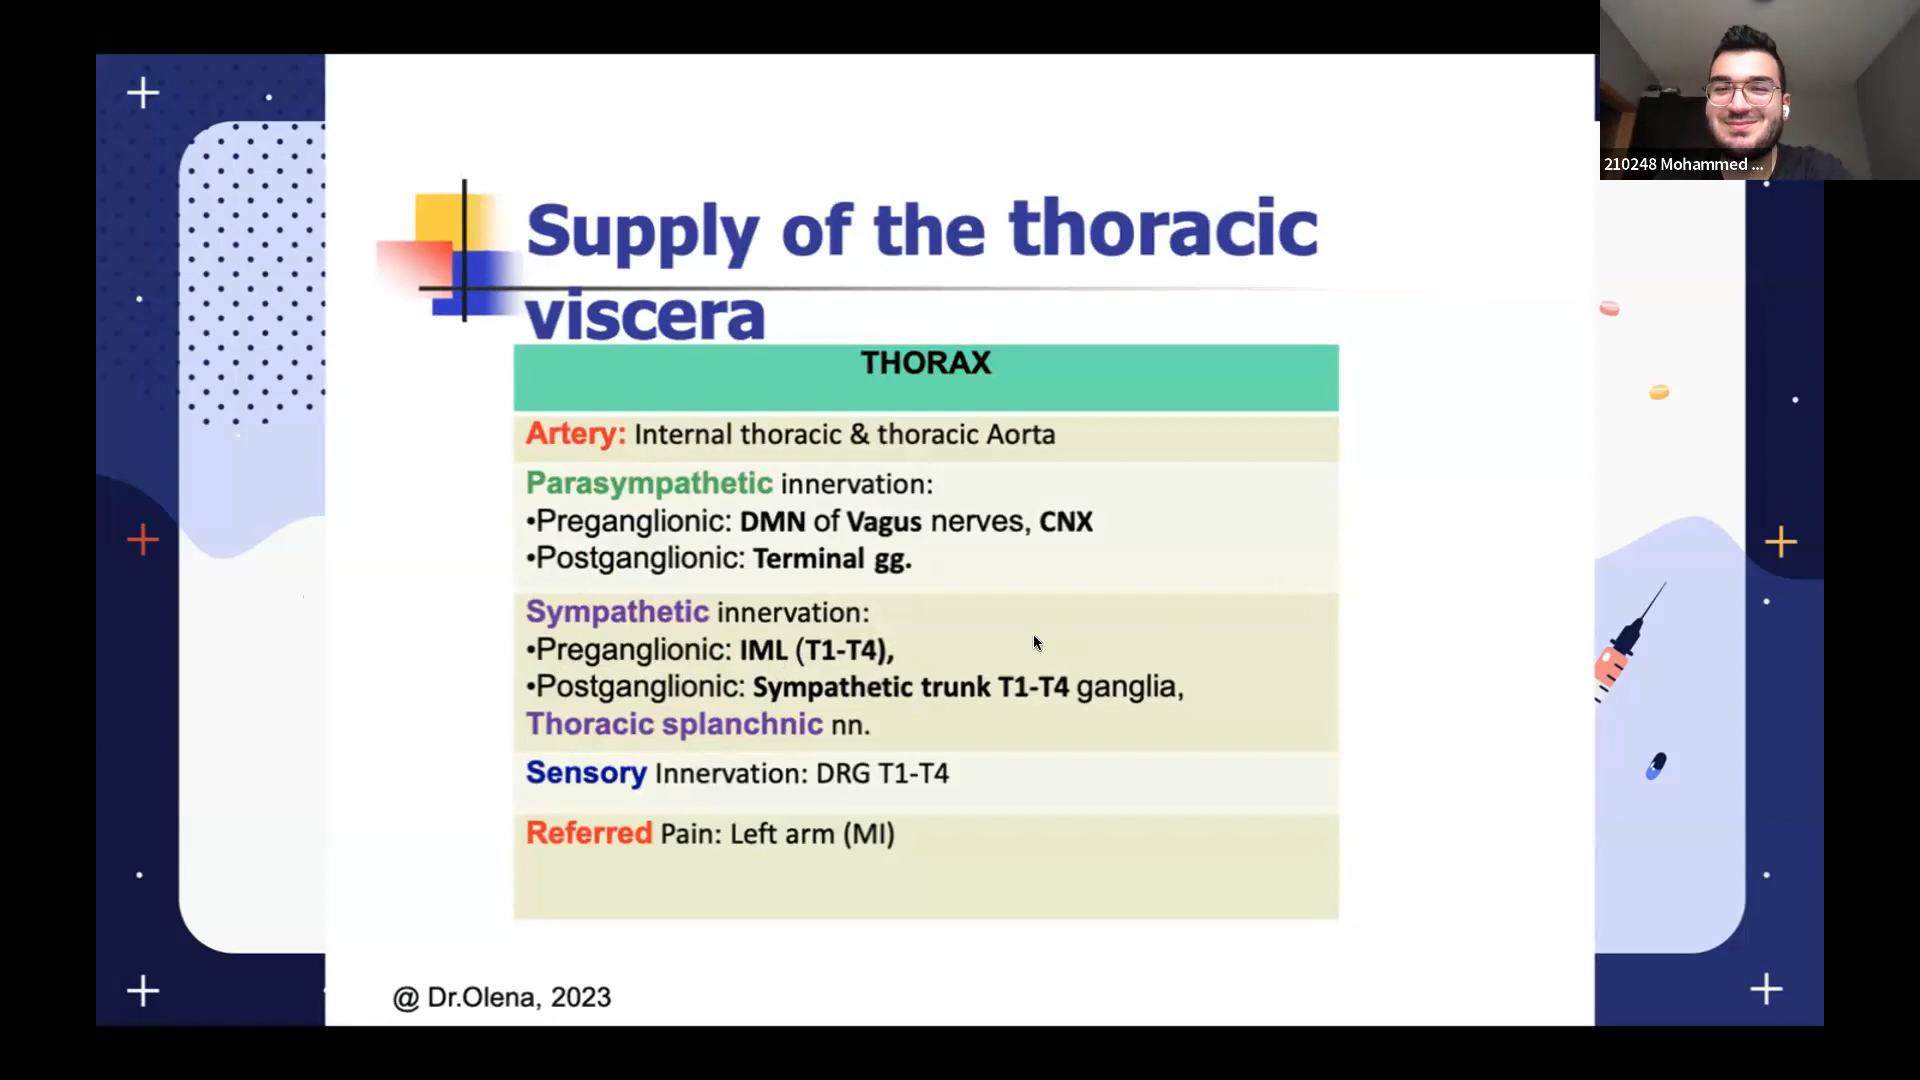 210248 Mohammed ...
Supply of the thoracic
viscera
THORAX
Artery: Internal thoracic & thoracic Aorta
Parasympathetic innervation:
•Preganglionic: DMN of Vagus nerves, CNX
•Postganglionic: Terminal gg.
Sympathetic innervation:
•Preganglionic: IML (T1-T4),
•Postganglionic: Sympathetic trunk T1-T4 ganglia,
Thoracic splanchnic nn.
Sensory Innervation: DRG T1-T4
Referred Pain: Left arm (MI)
@ Dr.Olena, 2023